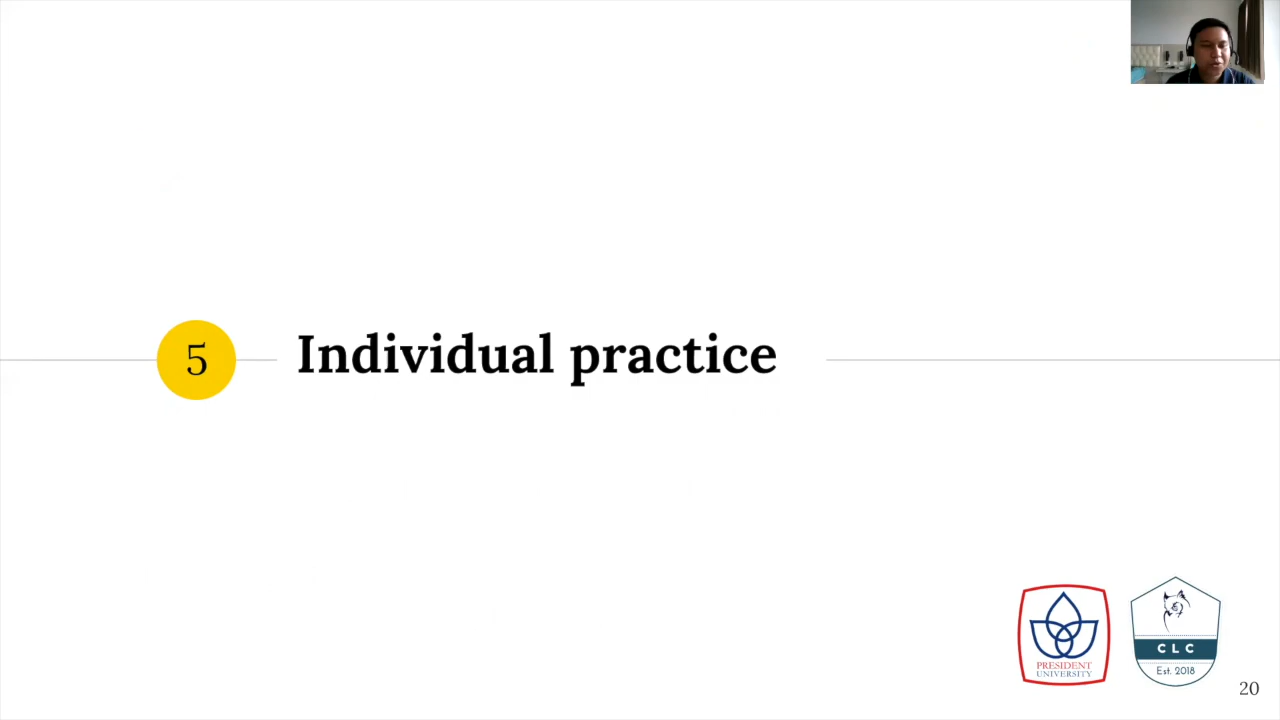 5
Individual practice
PRESIDENT
UNIVERSITY
CLC
Est. 2018
20